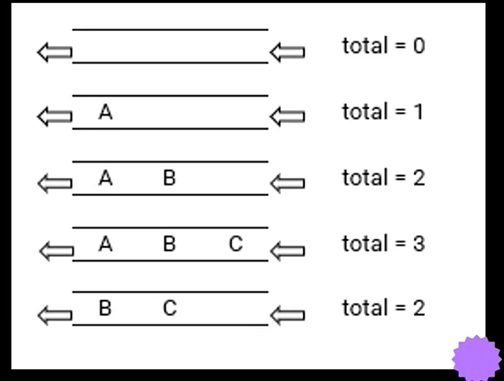 total = 0
A total = 1
A B total = 2
A B C total = 3
B C total = 2